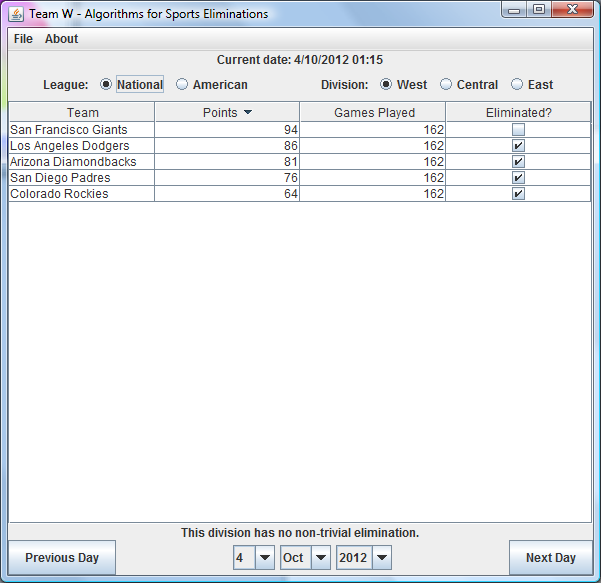 Team W - Algorithms for Sports Eliminations
File About
Current date: 4/10/2012 01:15
League: National American Division: West Central East
Team Points Games Played Eliminated?
San Francisco Giants 94 162
Los Angeles Dodgers 86 162
Arizona Diamondbacks 81 162
San Diego Padres 76 162
Colorado Rockies 64 162
This division has no non-trivial elimination.
Previous Day 4 Oct 2012 Next Day